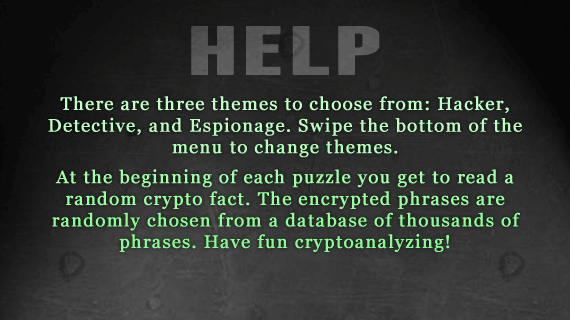 HELP
There are three themes to choose from: Hacker,
Detective, and Espionage. Swipe the bottom of the
menu to change themes.
At the beginning of each puzzle you get to read a
random crypto fact. The encrypted phrases are
randomly chosen from a database of thousands of
phrases. Have fun cryptoanalyzing!